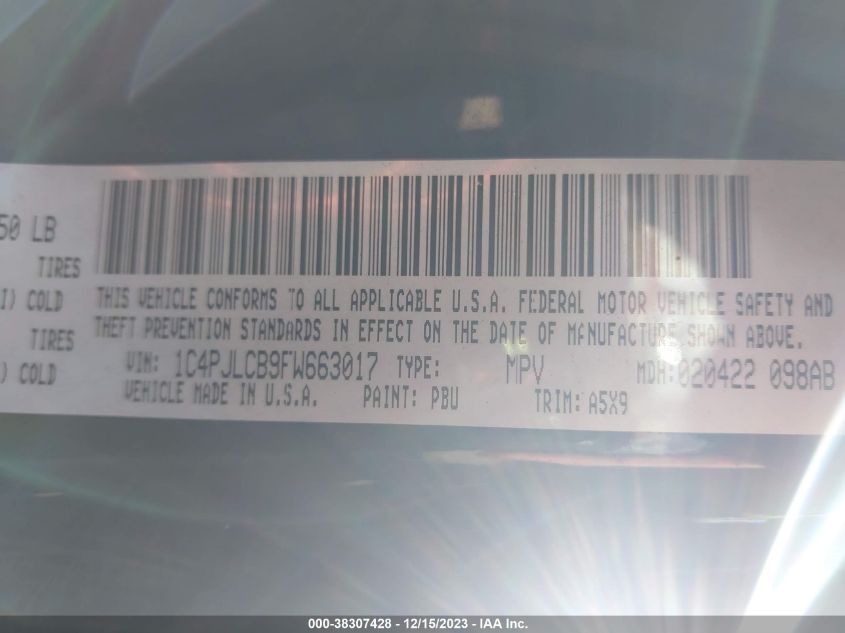 50 LB
TIRES
I) COLD
TIRES
) COLD
THIS VEHICLE CONFORMS TO ALL APPLICABLE U.S.A. FEDERAL MOTOR VEHICLE SAFETY AND
THEFT PREVENTION STANDARDS IN EFFECT ON THE DATE OF MANUFACTURE SHOWN ABOVE.
VIN: 1C4PJLCB9FW663017 TYPE: MPV MDH:020422 098AB
VEHICLE MADE IN U.S.A. PAINT: PBU TRIM: A5X9
000-38307428 - 12/15/2023 - IAA Inc.